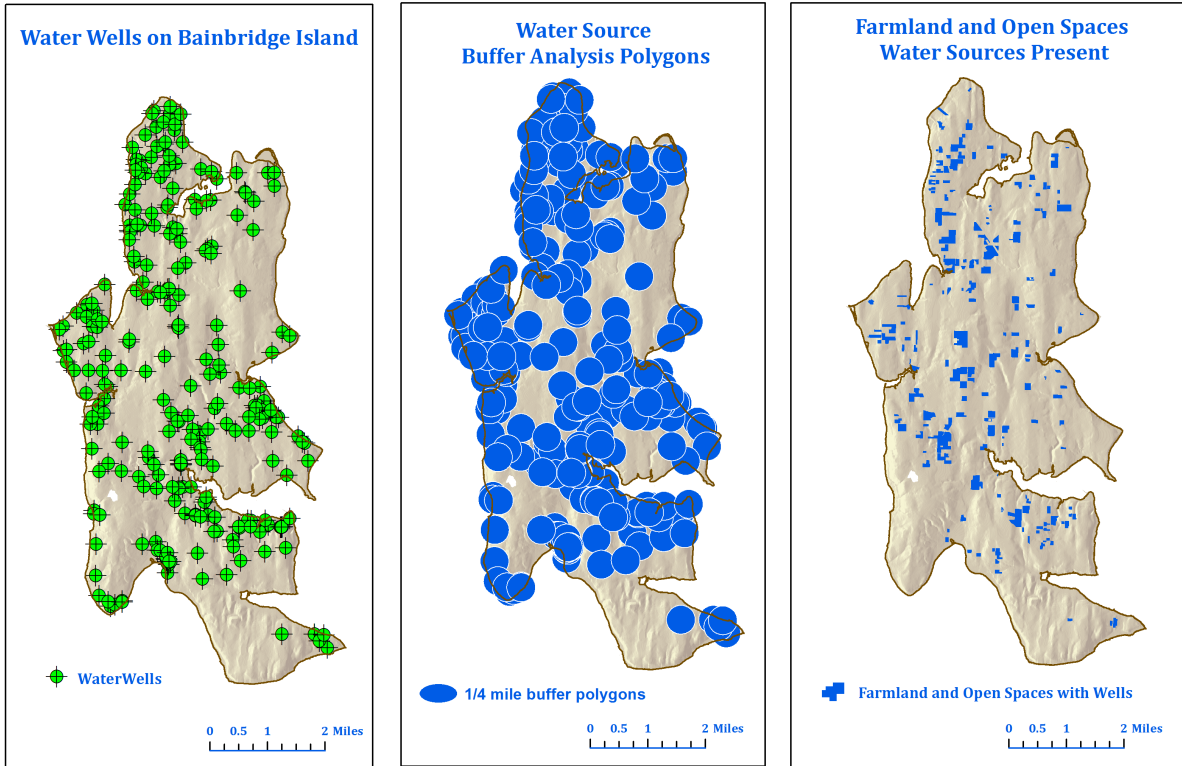 Water Wells on Bainbridge Island
WaterWells
0 0.5 1 2 Miles
Water Source
Buffer Analysis Polygons
1/4 mile buffer polygons
0 0.5 1 2 Miles
Farmland and Open Spaces
Water Sources Present
Farmland and Open Spaces with Wells
0 0.5 1 2 Miles